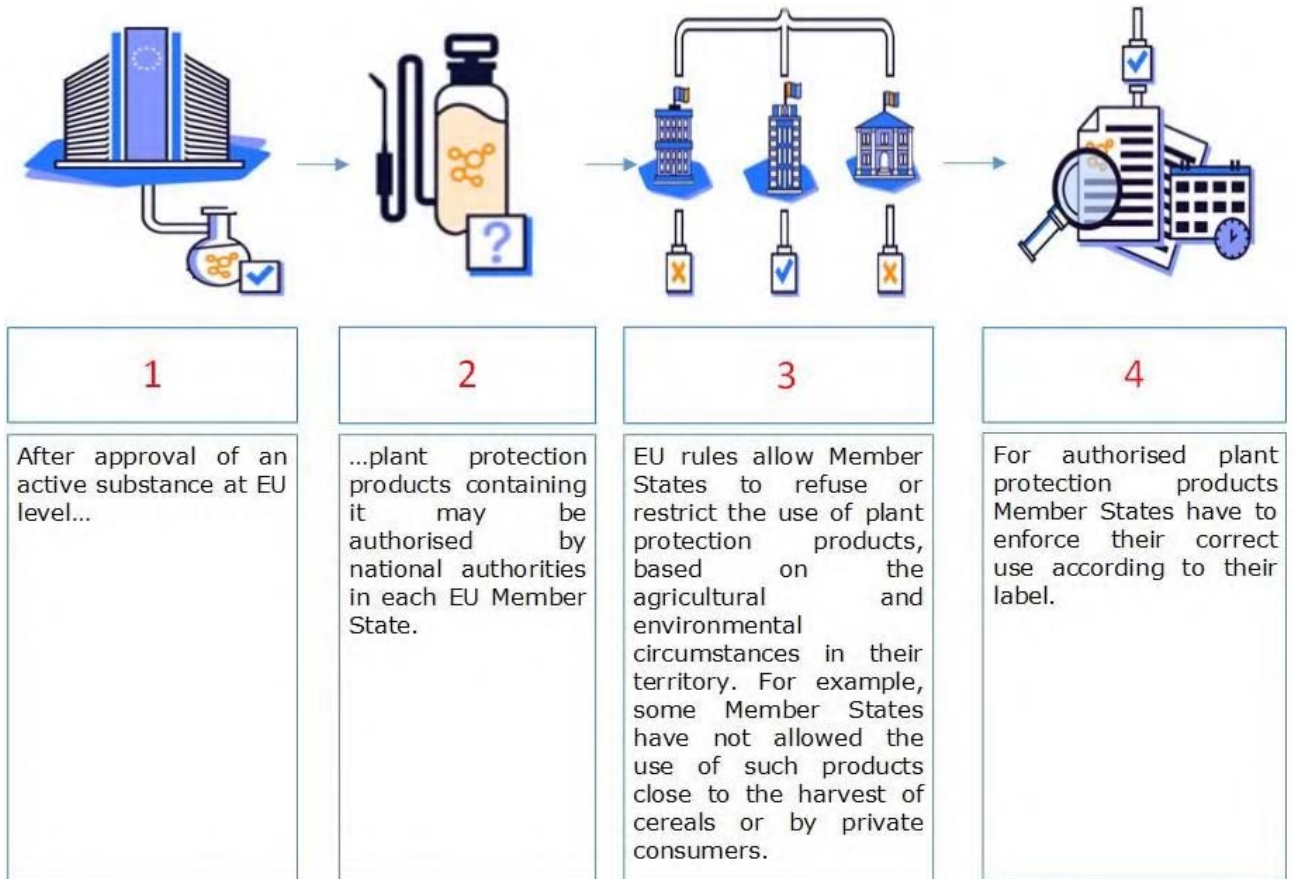 ?
X
X
1
After approval of an
active substance at EU
level...
2
...plant protection
products containing
it may be
authorised by
national authorities
in each EU Member
State.
3
EU rules allow Member
States to refuse or
restrict the use of plant
protection products,
based on the
agricultural and
environmental
circumstances in their
territory. For example,
some Member States
have not allowed the
use of such products
close to the harvest of
cereals or by private
consumers.
4
For authorised plant
protection products
Member States have to
enforce their correct
use according to their
label.